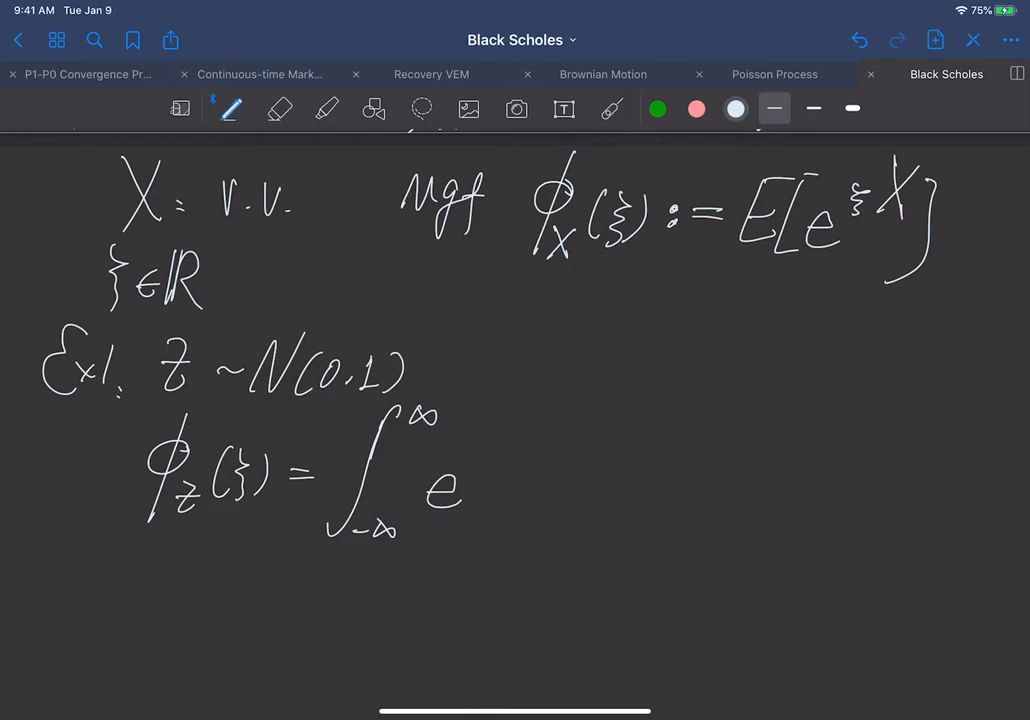 9:41 AM Tue Jan 9 75%
Black Scholes
P1-P0 Convergence Pr... Continuous-time Mark... Recovery VEM Brownian Motion Poisson Process Black Scholes
X = r.v. Mgf ϕ_X(ξ) := E[e^{ξX}]
ξ ∈ ℝ
Ex1: Z ~ N(0,1)
ϕ_Z(ξ) = ∫_{-∞}^{∞} e